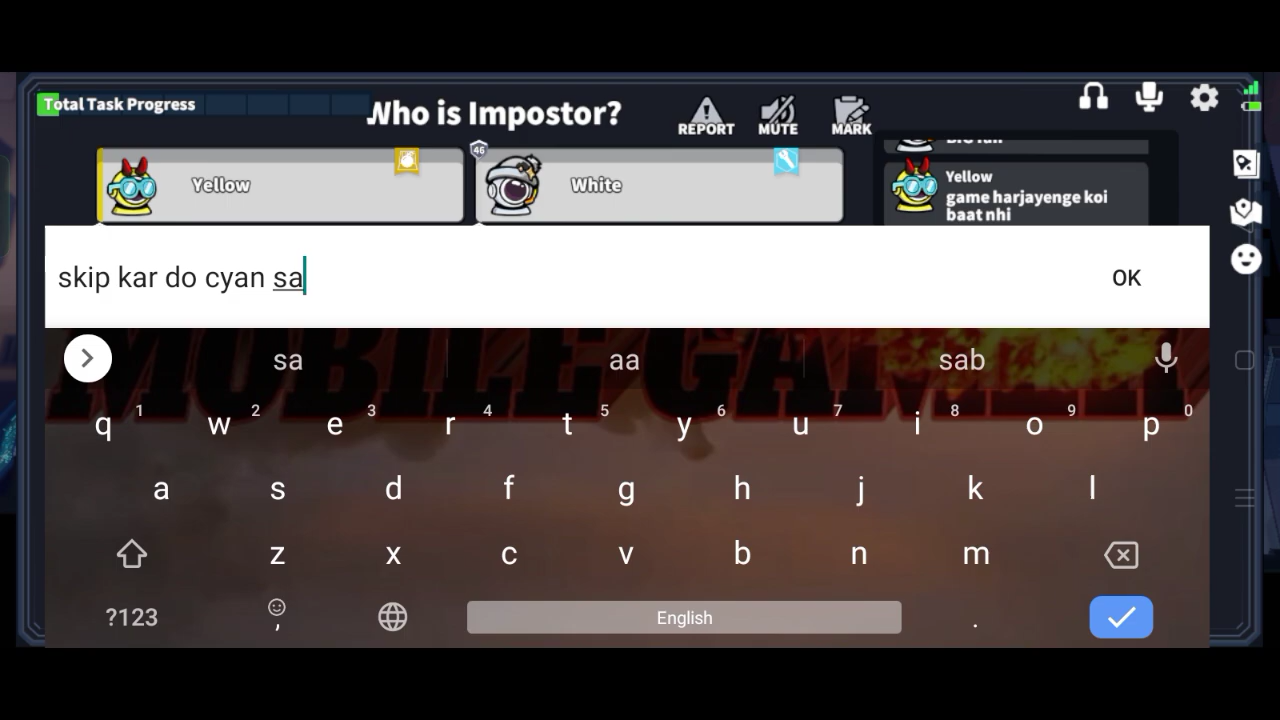 Total Task Progress
Who is Impostor?
REPORT
MUTE
MARK
46
Yellow
White
Yellow
game harjayenge koi
baat nhi
skip kar do cyan sa
OK
sa
aa
sab
MOBILE GAMER
q 1 w 2 e 3 r 4 t 5 y 6 u 7 i 8 o 9 p 0
a s d f g h j k l
z x c v b n m
?123
,
English
.